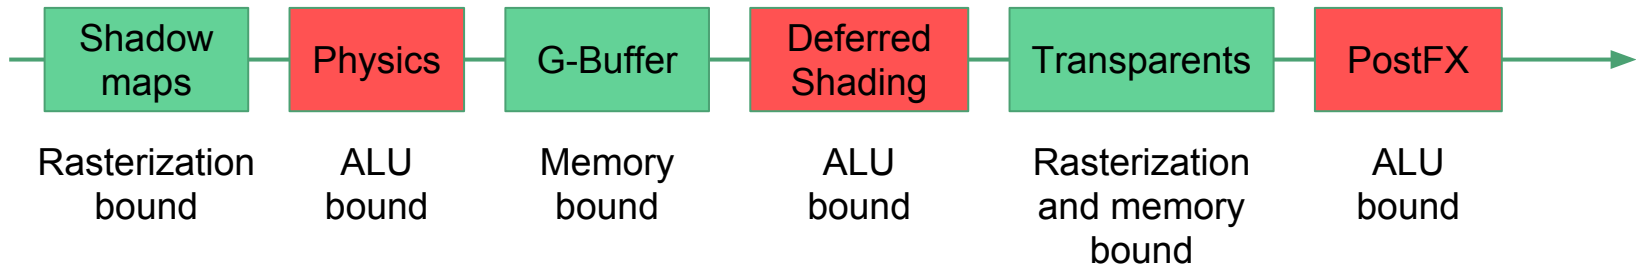 Shadow
maps
Physics
G-Buffer
Deferred
Shading
Transparents
PostFX
Rasterization
bound
ALU
bound
Memory
bound
ALU
bound
Rasterization
and memory
bound
ALU
bound